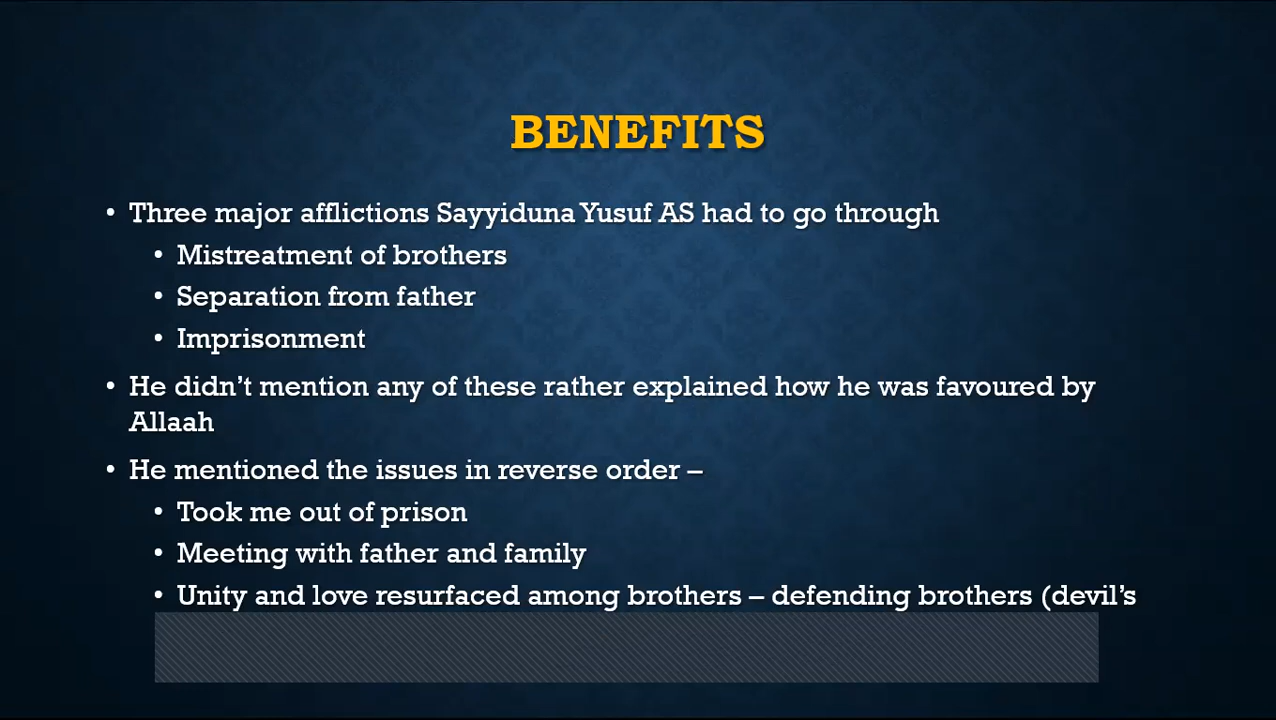 BENEFITS
• Three major afflictions Sayyiduna Yusuf AS had to go through
• Mistreatment of brothers
• Separation from father
• Imprisonment
• He didn't mention any of these rather explained how he was favoured by
Allaah
• He mentioned the issues in reverse order –
• Took me out of prison
• Meeting with father and family
• Unity and love resurfaced among brothers – defending brothers (devil's